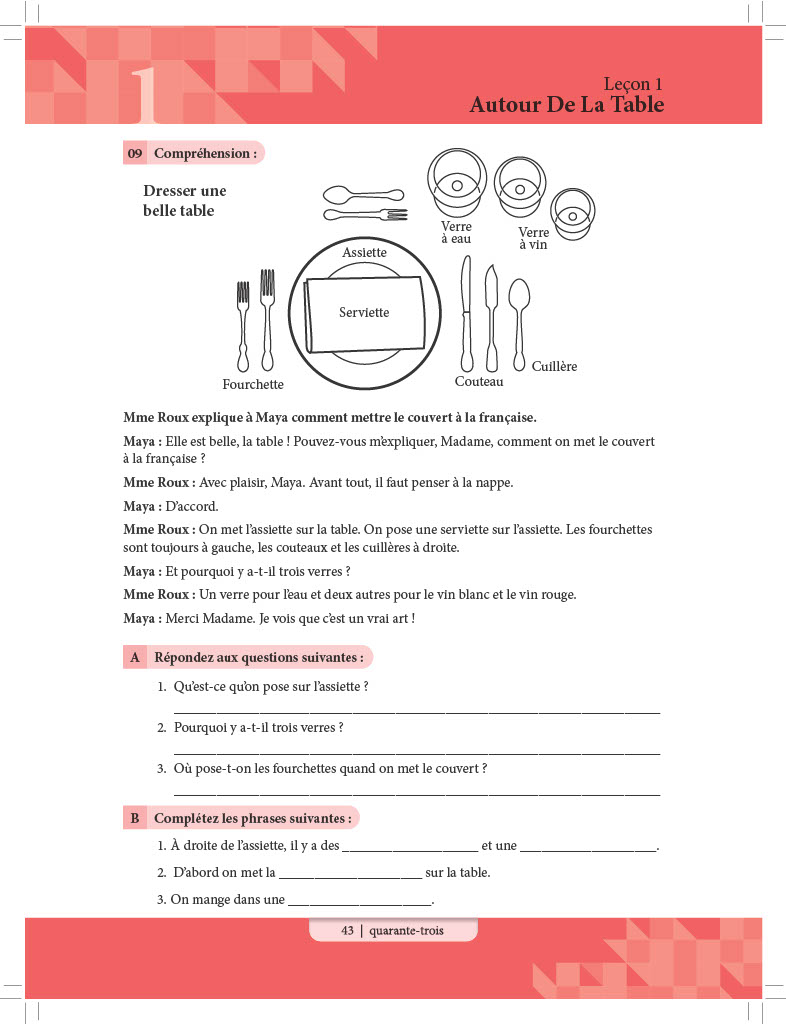 1
Leçon 1
Autour De La Table
09 Compréhension :
Dresser une
belle table
Verre
à eau
Verre
à vin
Assiette
Serviette
Fourchette
Couteau
Cuillère
Mme Roux explique à Maya comment mettre le couvert à la française.
Maya : Elle est belle, la table ! Pouvez-vous m'expliquer, Madame, comment on met le couvert
à la française ?
Mme Roux : Avec plaisir, Maya. Avant tout, il faut penser à la nappe.
Maya : D'accord.
Mme Roux : On met l'assiette sur la table. On pose une serviette sur l'assiette. Les fourchettes
sont toujours à gauche, les couteaux et les cuillères à droite.
Maya : Et pourquoi y a-t-il trois verres ?
Mme Roux : Un verre pour l'eau et deux autres pour le vin blanc et le vin rouge.
Maya : Merci Madame. Je vois que c'est un vrai art !
A Répondez aux questions suivantes :
1. Qu'est-ce qu'on pose sur l'assiette ?
2. Pourquoi y a-t-il trois verres ?
3. Où pose-t-on les fourchettes quand on met le couvert ?
B Complétez les phrases suivantes :
1. À droite de l'assiette, il y a des ____________________ et une ____________________.
2. D'abord on met la ____________________ sur la table.
3. On mange dans une ____________________.
43 | quarante-trois